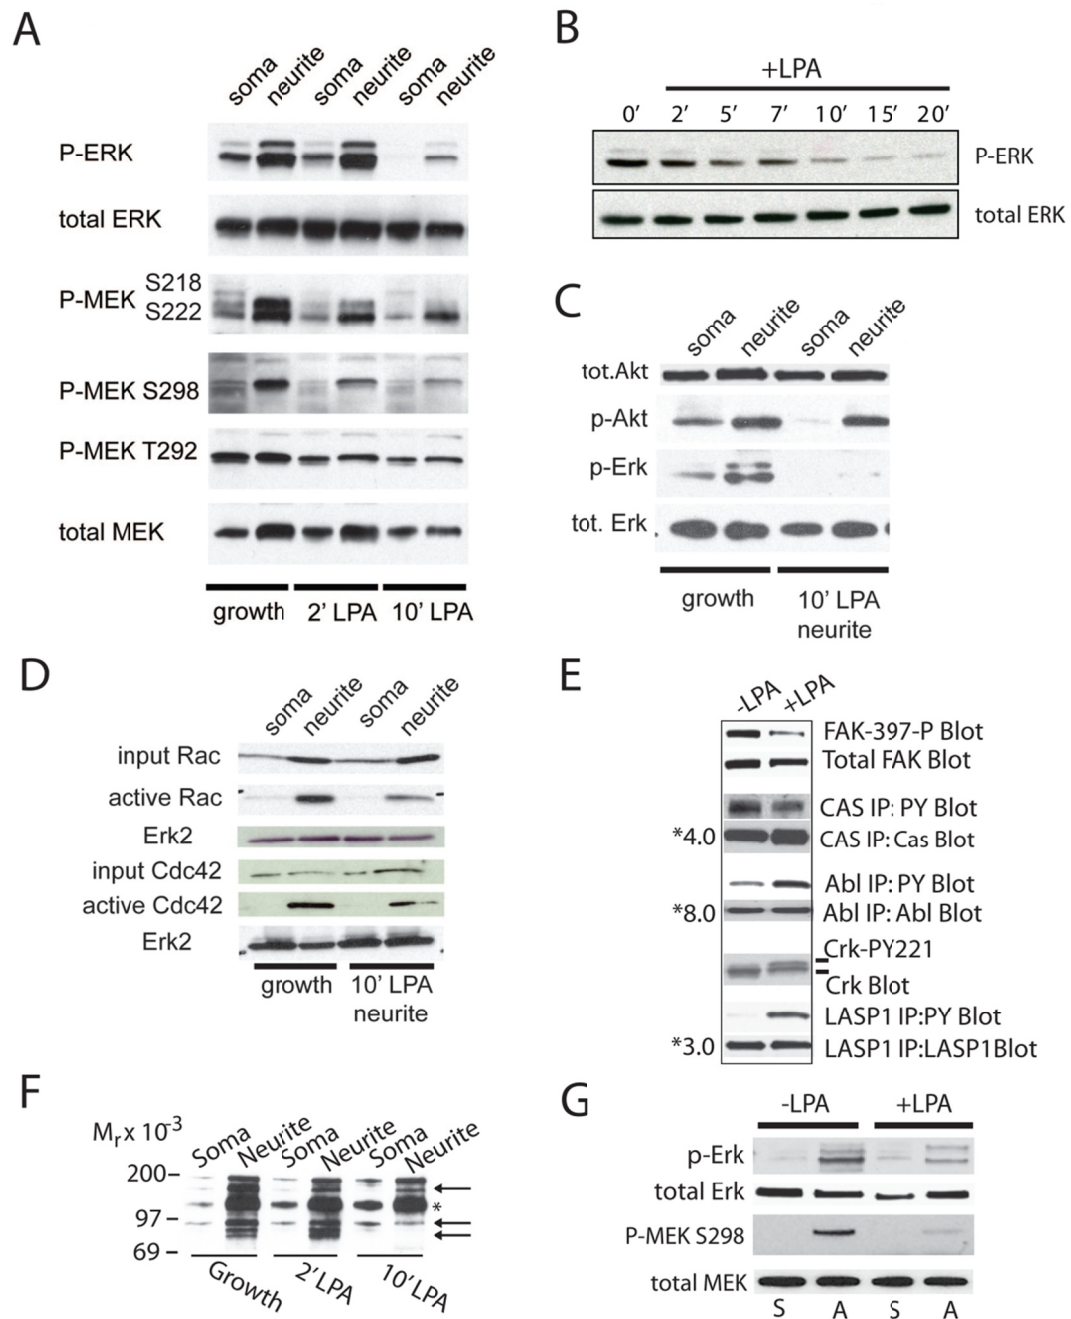 A
soma neurite soma neurite soma neurite
P-ERK
total ERK
P-MEK S218
S222
P-MEK S298
P-MEK T292
total MEK
growth 2’ LPA 10’ LPA
B
+LPA
0’ 2’ 5’ 7’ 10’ 15’ 20’
P-ERK
total ERK
C
soma neurite soma neurite
tot.Akt
p-Akt
p-Erk
tot. Erk
growth 10’ LPA
neurite
D
soma neurite soma neurite
input Rac
active Rac
Erk2
input Cdc42
active Cdc42
Erk2
growth 10’ LPA
neurite
E
-LPA +LPA
FAK-397-P Blot
Total FAK Blot
CAS IP: PY Blot
*4.0 CAS IP: Cas Blot
Abl IP: PY Blot
*8.0 Abl IP: Abl Blot
Crk-PY221
Crk Blot
LASP1 IP:PY Blot
*3.0 LASP1 IP:LASP1Blot
F
Mr x 10-3
Soma Neurite Soma Neurite Soma Neurite
200–
*
97 –
69 –
Growth 2’ LPA 10’ LPA
G
-LPA +LPA
p-Erk
total Erk
P-MEK S298
total MEK
S A S A